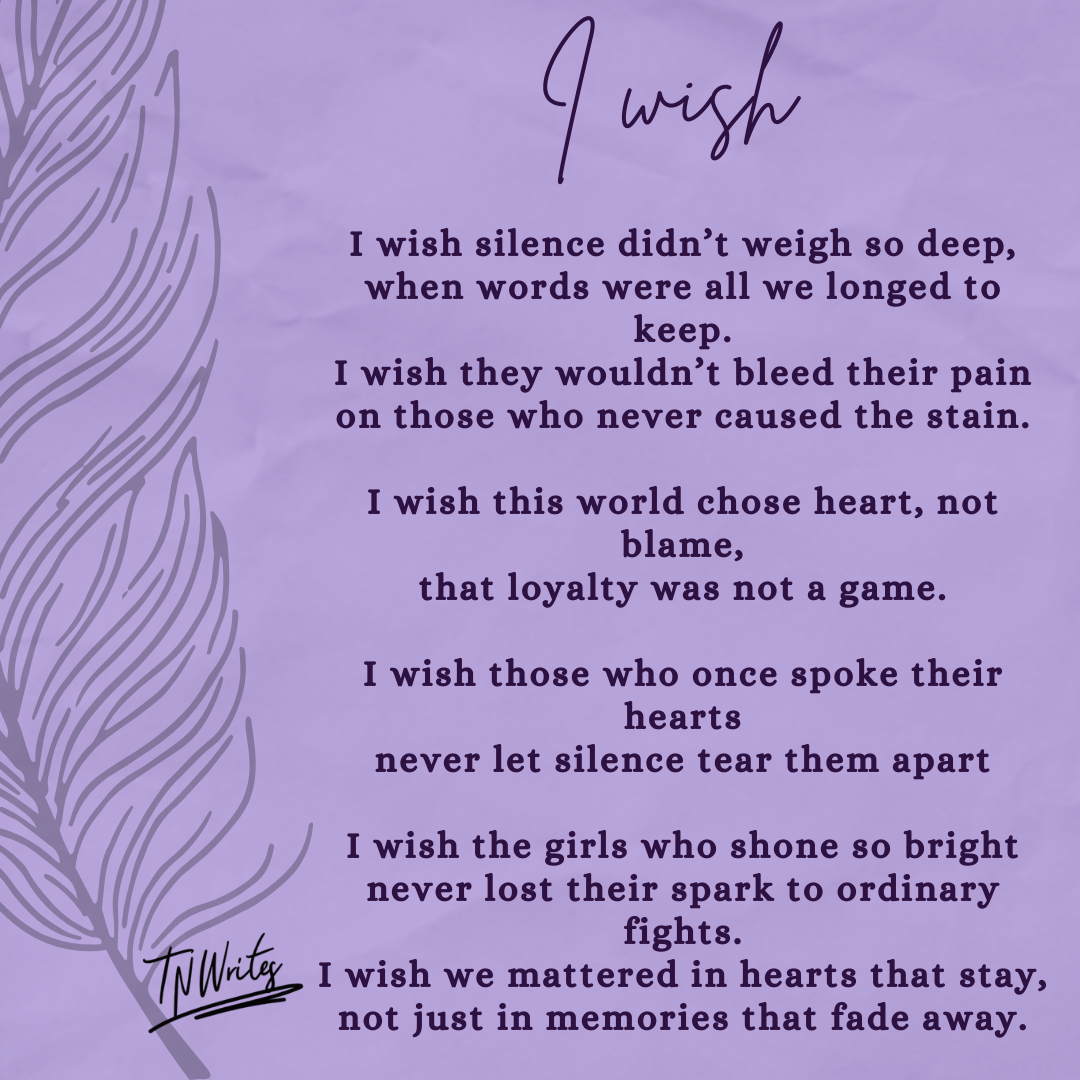 I wish
I wish silence didn’t weigh so deep,
when words were all we longed to
keep.
I wish they wouldn’t bleed their pain
on those who never caused the stain.
I wish this world chose heart, not
blame,
that loyalty was not a game.
I wish those who once spoke their
hearts
never let silence tear them apart
I wish the girls who shone so bright
never lost their spark to ordinary
fights.
I wish we mattered in hearts that stay,
not just in memories that fade away.
TNWrites